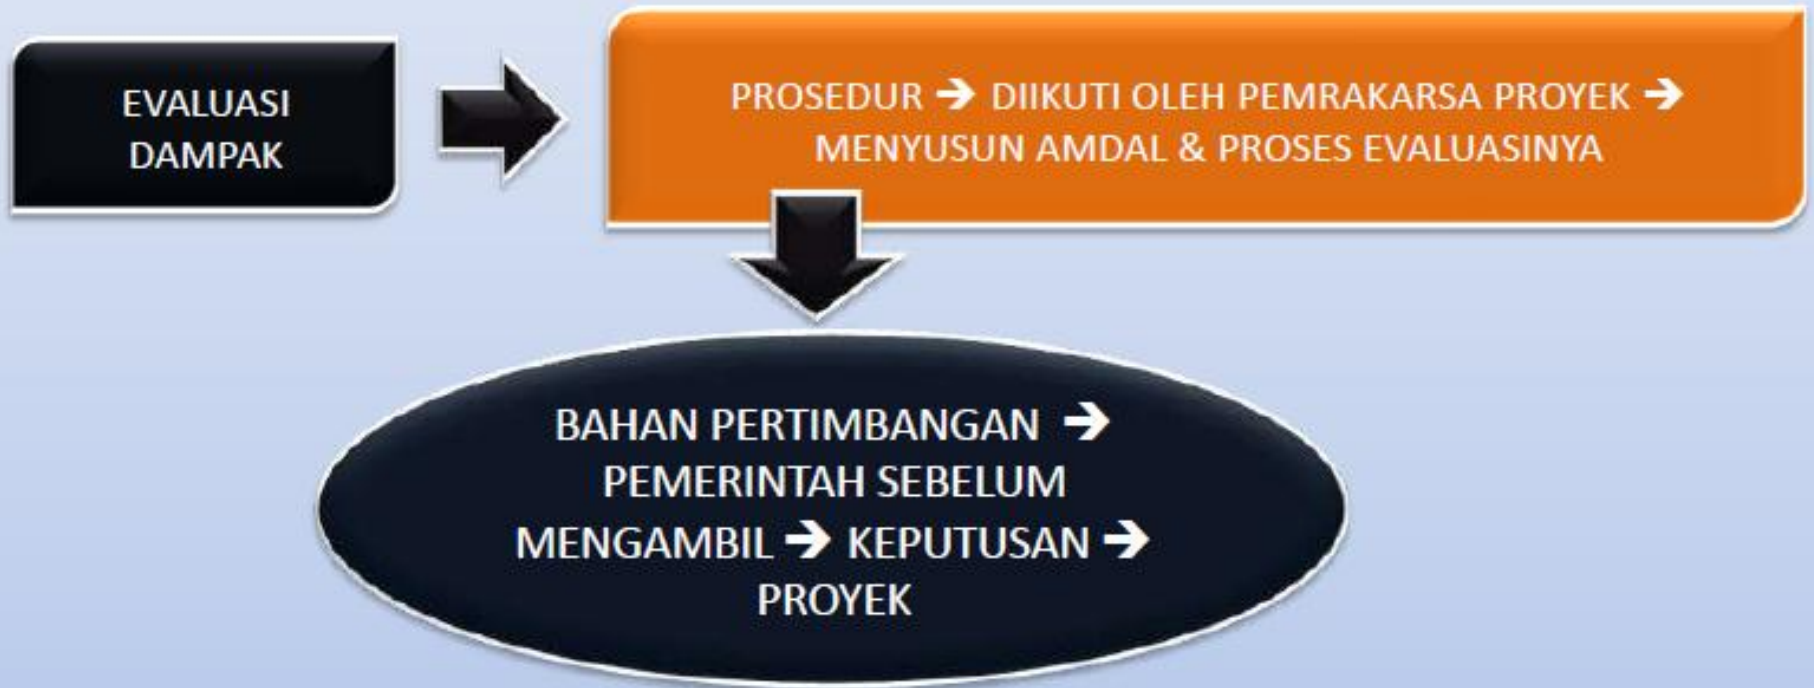 EVALUASI
DAMPAK
PROSEDUR → DIIKUTI OLEH PEMRAKARSA PROYEK →
MENYUSUN AMDAL & PROSES EVALUASINYA
BAHAN PERTIMBANGAN →
PEMERINTAH SEBELUM
MENGAMBIL → KEPUTUSAN →
PROYEK